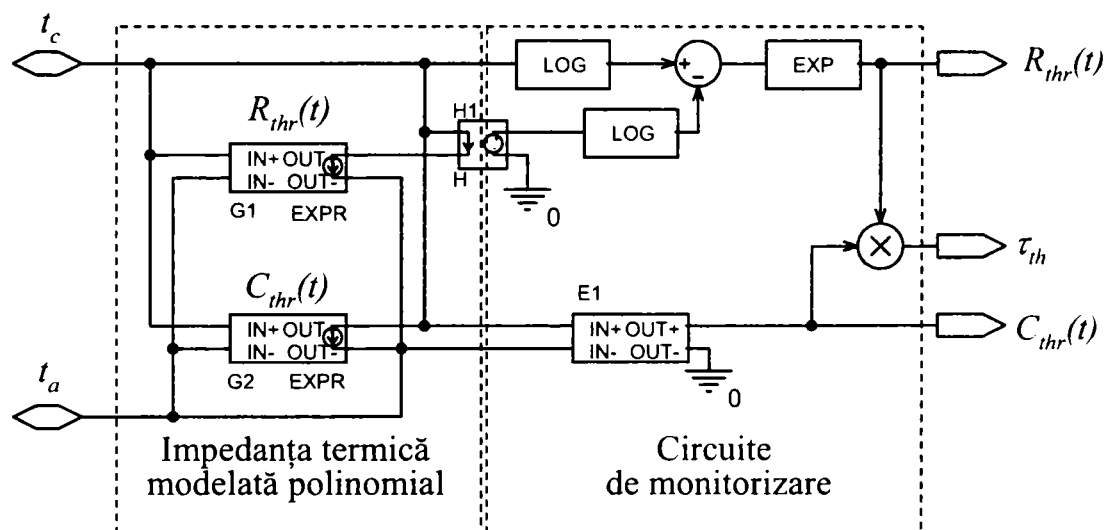 t_c
LOG
+
−
EXP
R_thr(t)
R_thr(t)
H1
LOG
IN+ OUT+
IN- OUT-
H
G1 EXPR
0
τ_th
C_thr(t)
E1
IN+ OUT+
IN- OUT-
IN+ OUT+
IN- OUT-
C_thr(t)
G2 EXPR
0
t_a
Impedanța termică
modelată polinomial
Circuite
de monitorizare